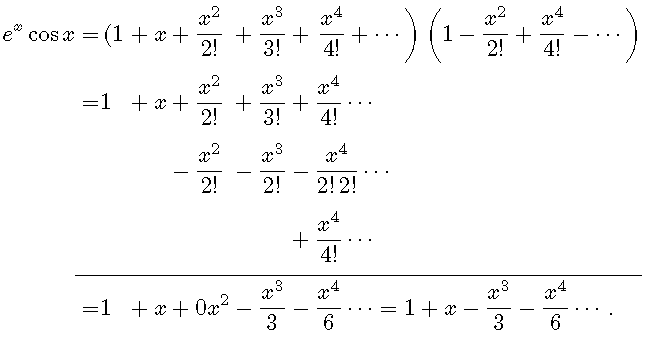 e^x cos x = (1 + x + x^2/2! + x^3/3! + x^4/4! + ⋯) (1 − x^2/2! + x^4/4! − ⋯)
= 1 + x + x^2/2! + x^3/3! + x^4/4! ⋯
− x^2/2! − x^3/2! − x^4/(2! 2!) ⋯
+ x^4/4! ⋯
= 1 + x + 0x^2 − x^3/3 − x^4/6 ⋯ = 1 + x − x^3/3 − x^4/6 ⋯ .